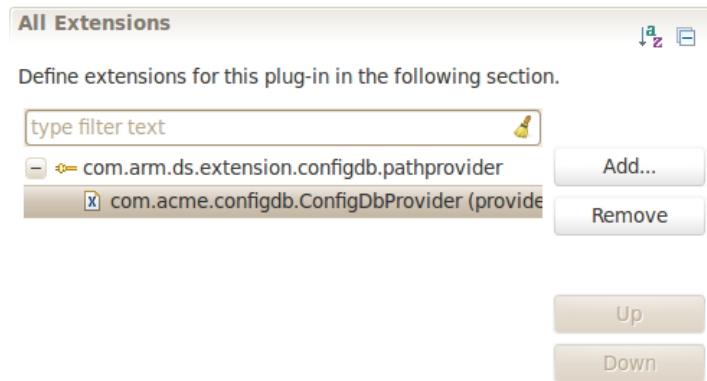 All Extensions
Define extensions for this plug-in in the following section.
type filter text
com.arm.ds.extension.configdb.pathprovider
Add...
com.acme.configdb.ConfigDbProvider (provide
Remove
Up
Down